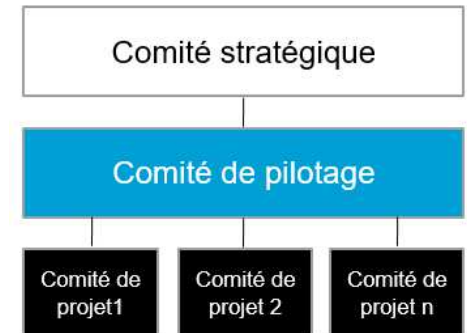 Comité stratégique
Comité de pilotage
Comité de
projet1
Comité de
projet 2
Comité de
projet n